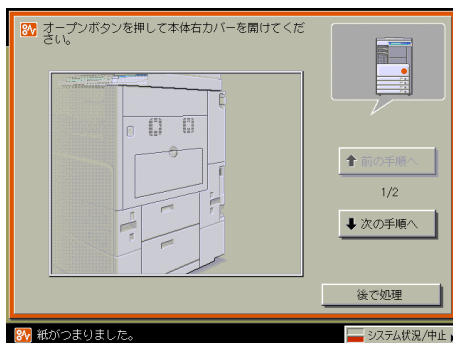 オープンボタンを押して本体右カバーを開けてくだ
さい。
前の手順へ
1/2
次の手順へ
後で処理
紙がつまりました。
システム状況/中止